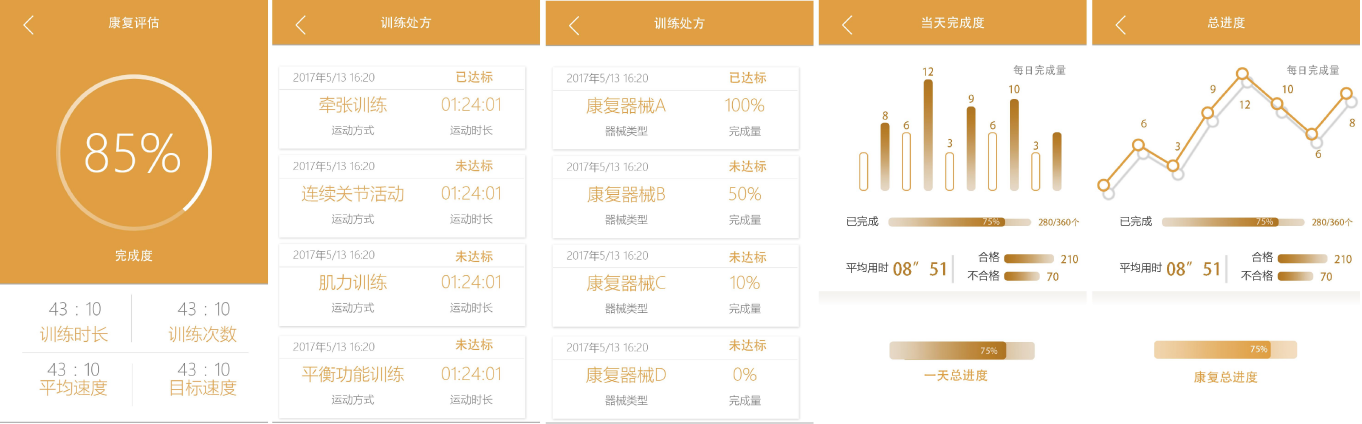 康复评估
85%
完成度
43 : 10
43 : 10
训练时长
训练次数
43 : 10
43 : 10
平均速度
目标速度
训练处方
2017年5/13 16:20
已达标
牵张训练
01:24:01
运动方式
运动时长
2017年5/13 16:20
未达标
连续关节活动
01:24:01
运动方式
运动时长
2017年5/13 16:20
未达标
肌力训练
01:24:01
运动方式
运动时长
2017年5/13 16:20
未达标
平衡功能训练
01:24:01
运动方式
运动时长
训练处方
2017年5/13 16:20
已达标
康复器械A
100%
器械类型
完成量
2017年5/13 16:20
未达标
康复器械B
50%
器械类型
完成量
2017年5/13 16:20
未达标
康复器械C
10%
器械类型
完成量
2017年5/13 16:20
未达标
康复器械D
0%
器械类型
完成量
当天完成度
每日完成量
8
6
12
3
9
6
10
3
已完成
75%
280/360个
平均用时 08″ 51
合格
210
不合格
70
75%
一天总进度
总进度
每日完成量
6
3
9
12
10
6
8
已完成
75%
280/360个
平均用时 08″ 51
合格
210
不合格
70
75%
康复总进度